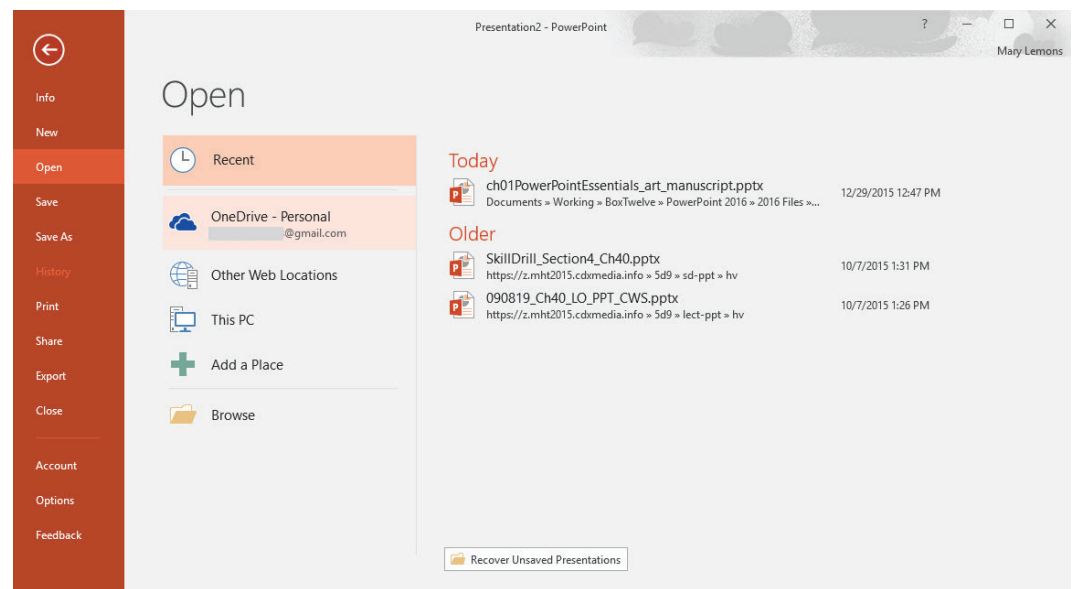 Presentation2 - PowerPoint
?
Mary Lemons
Info
New
Open
Save
Save As
History
Print
Share
Export
Close
Account
Options
Feedback
Open
Recent
OneDrive - Personal
@gmail.com
Other Web Locations
This PC
Add a Place
Browse
Today
ch01PowerPointEssentials_art_manuscript.pptx 12/29/2015 12:47 PM
Documents » Working » BoxTwelve » PowerPoint 2016 » 2016 Files »...
Older
SkillDrill_Section4_Ch40.pptx 10/7/2015 1:31 PM
https://z.mht2015.cdxmedia.info » 5d9 » sd-ppt » hv
090819_Ch40_LO_PPT_CWS.pptx 10/7/2015 1:26 PM
https://z.mht2015.cdxmedia.info » 5d9 » lect-ppt » hv
Recover Unsaved Presentations